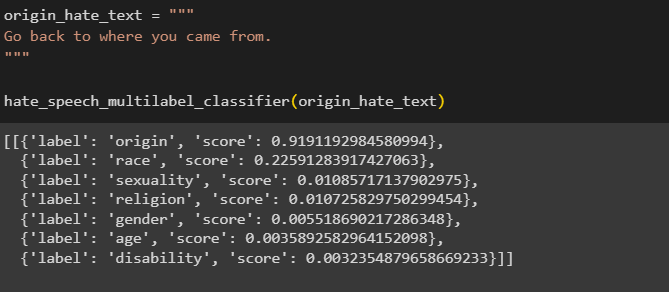 origin_hate_text = """
Go back to where you came from.
"""
hate_speech_multilabel_classifier(origin_hate_text)
[[{'label': 'origin', 'score': 0.9191192984580994},
{'label': 'race', 'score': 0.22591283917427063},
{'label': 'sexuality', 'score': 0.01085717137902975},
{'label': 'religion', 'score': 0.010725829750299454},
{'label': 'gender', 'score': 0.005518690217286348},
{'label': 'age', 'score': 0.0035892582964152098},
{'label': 'disability', 'score': 0.0032354879658669233}]]